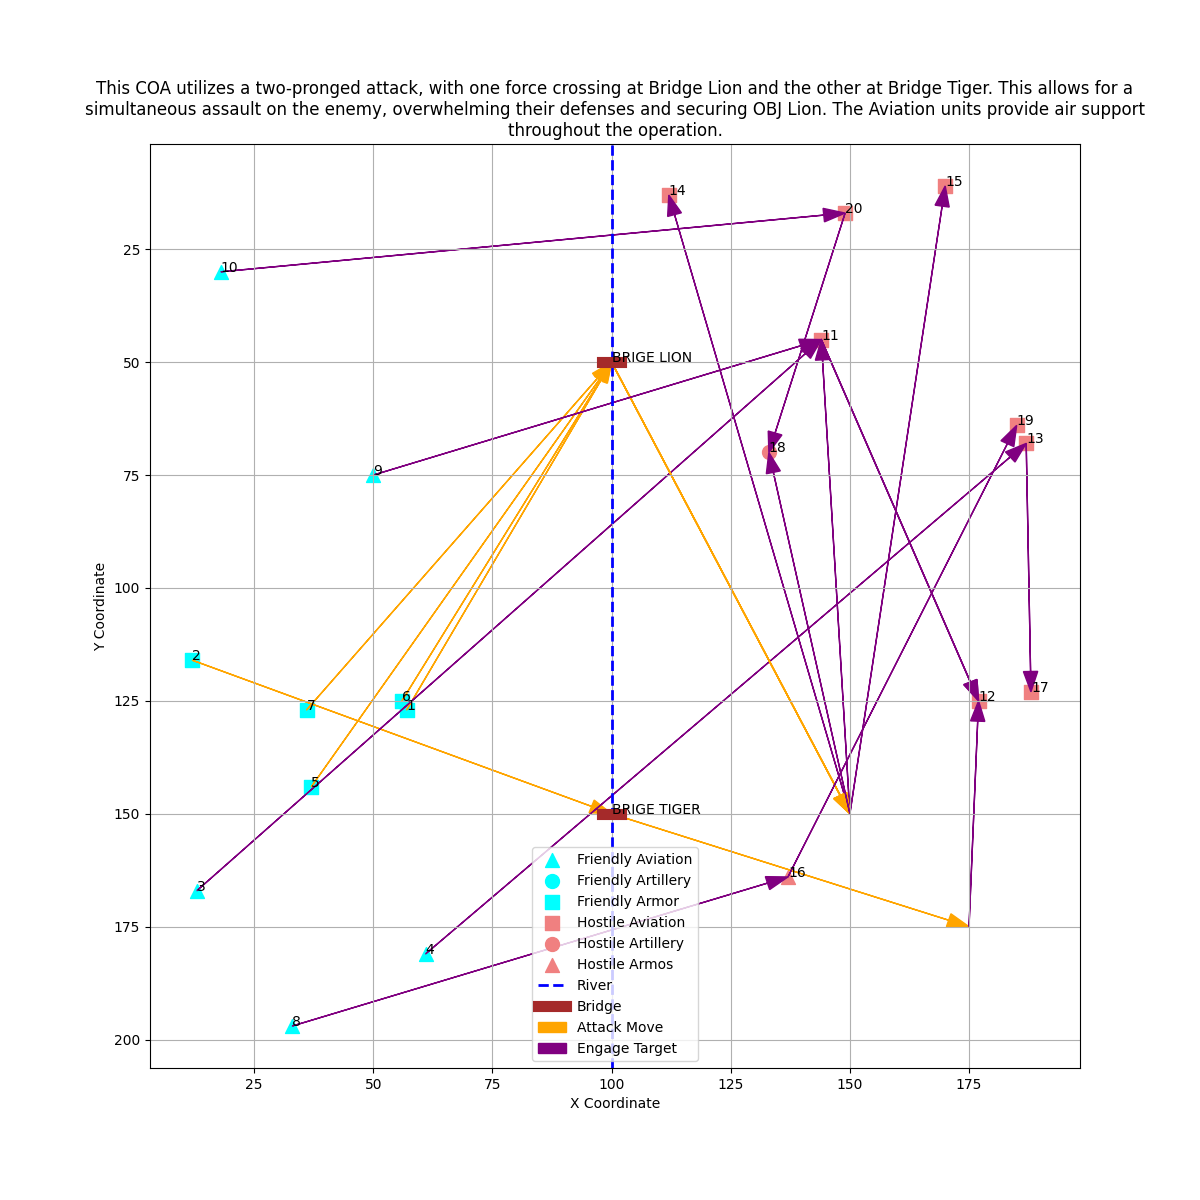 This COA utilizes a two-pronged attack, with one force crossing at Bridge Lion and the other at Bridge Tiger. This allows for a
simultaneous assault on the enemy, overwhelming their defenses and securing OBJ Lion. The Aviation units provide air support
throughout the operation.
14
15
20
10
25
11
50
BRIGE LION
19
13
18
9
75
100
2
6
7
1
125
12
17
5
150
BRIGE TIGER
3
16
175
4
8
200
Friendly Aviation
Friendly Artillery
Friendly Armor
Hostile Aviation
Hostile Artillery
Hostile Armos
River
Bridge
Attack Move
Engage Target
Y Coordinate
25
50
75
100
125
150
175
X Coordinate